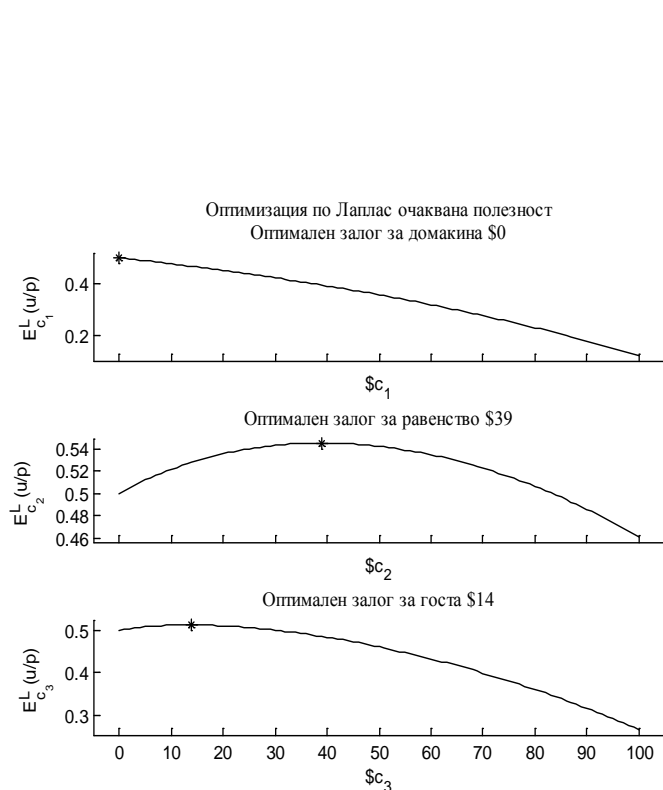 Оптимизация по Лаплас очаквана полезност
Оптимален залог за домакина $0
E^L_{c_1}(u/p)
0.4
0.2
$c_1
Оптимален залог за равенство $39
E^L_{c_2}(u/p)
0.54
0.52
0.5
0.48
0.46
$c_2
Оптимален залог за госта $14
E^L_{c_3}(u/p)
0.5
0.4
0.3
0 10 20 30 40 50 60 70 80 90 100
$c_3